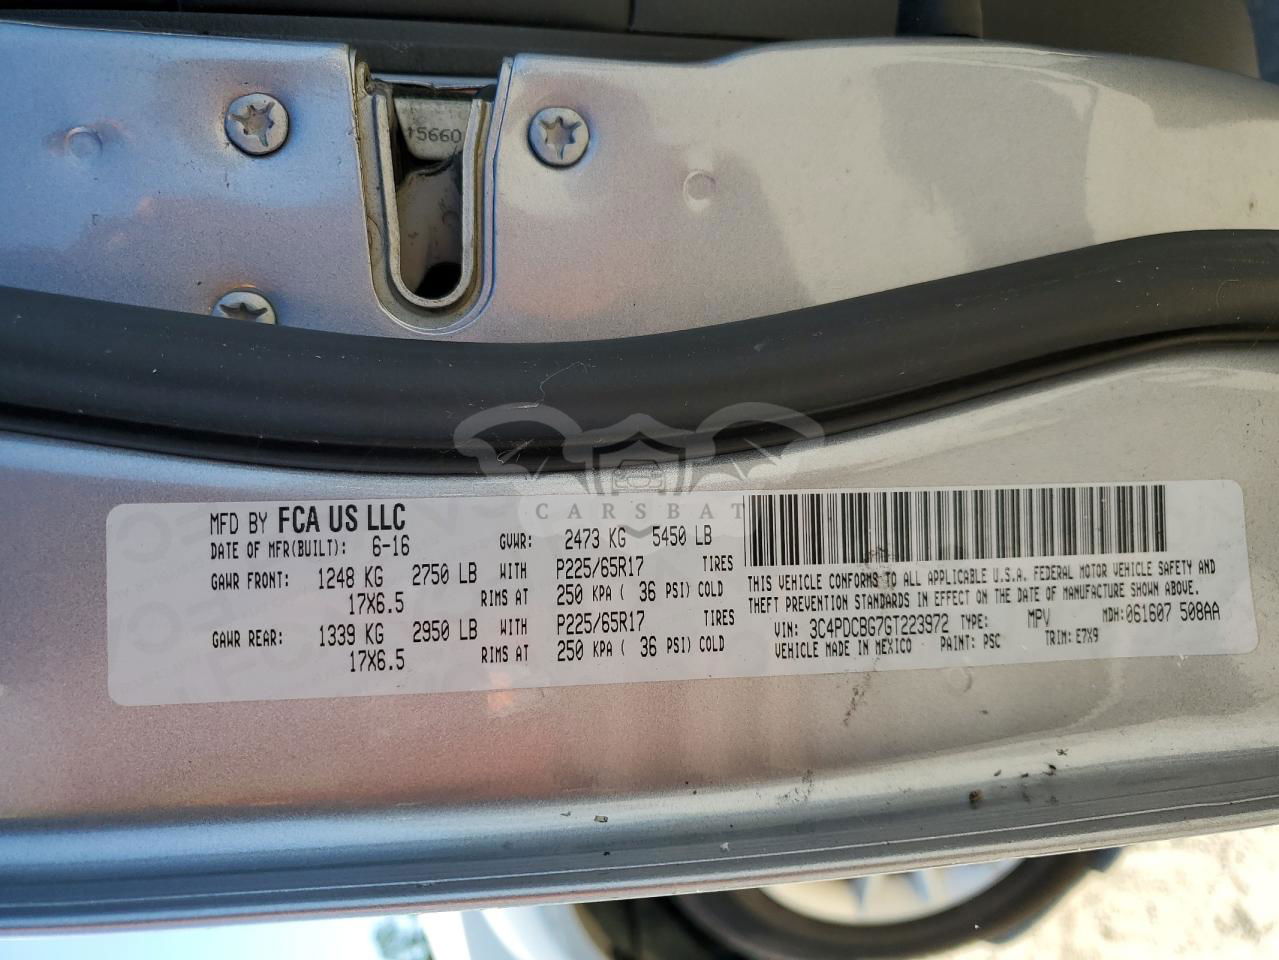 15660
CARSBAT
MFD BY FCA US LLC
DATE OF MFR(BUILT): 6-16 GVWR: 2473 KG 5450 LB
GAWR FRONT: 1248 KG 2750 LB WITH P225/65R17 TIRES
17X6.5 RIMS AT 250 KPA ( 36 PSI) COLD
GAWR REAR: 1339 KG 2950 LB WITH P225/65R17 TIRES
17X6.5 RIMS AT 250 KPA ( 36 PSI) COLD
THIS VEHICLE CONFORMS TO ALL APPLICABLE U.S.A. FEDERAL MOTOR VEHICLE SAFETY AND
THEFT PREVENTION STANDARDS IN EFFECT ON THE DATE OF MANUFACTURE SHOWN ABOVE.
VIN: 3C4PDCBG7GT223972 TYPE: MPV MDH: 061607 508AA
VEHICLE MADE IN MEXICO PAINT: PSC TRIM: E7X9